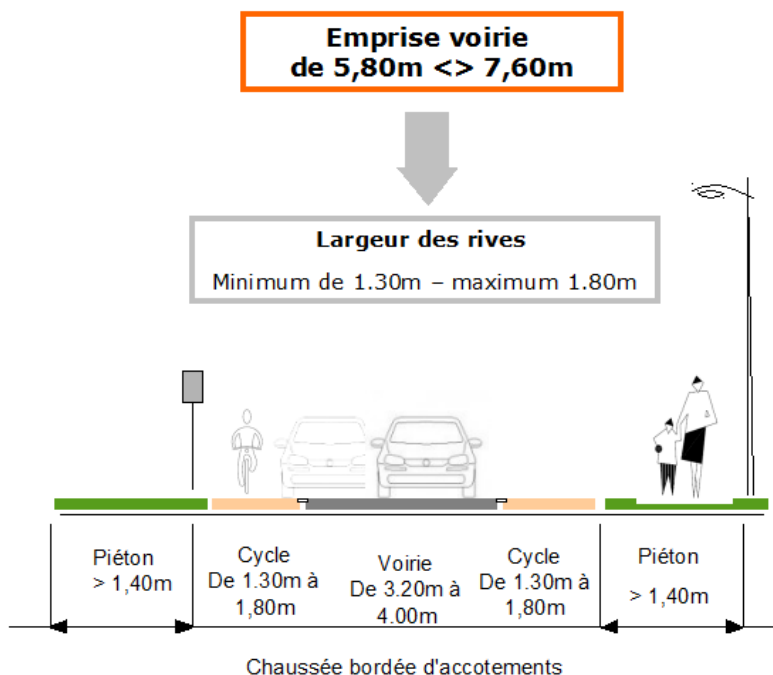 Emprise voirie
de 5,80m <> 7,60m
Largeur des rives
Minimum de 1.30m – maximum 1.80m
Piéton
> 1,40m
Cycle
De 1.30m à
1,80m
Voirie
De 3.20m à
4.00m
Cycle
De 1.30m à
1,80m
Piéton
> 1,40m
Chaussée bordée d'accotements